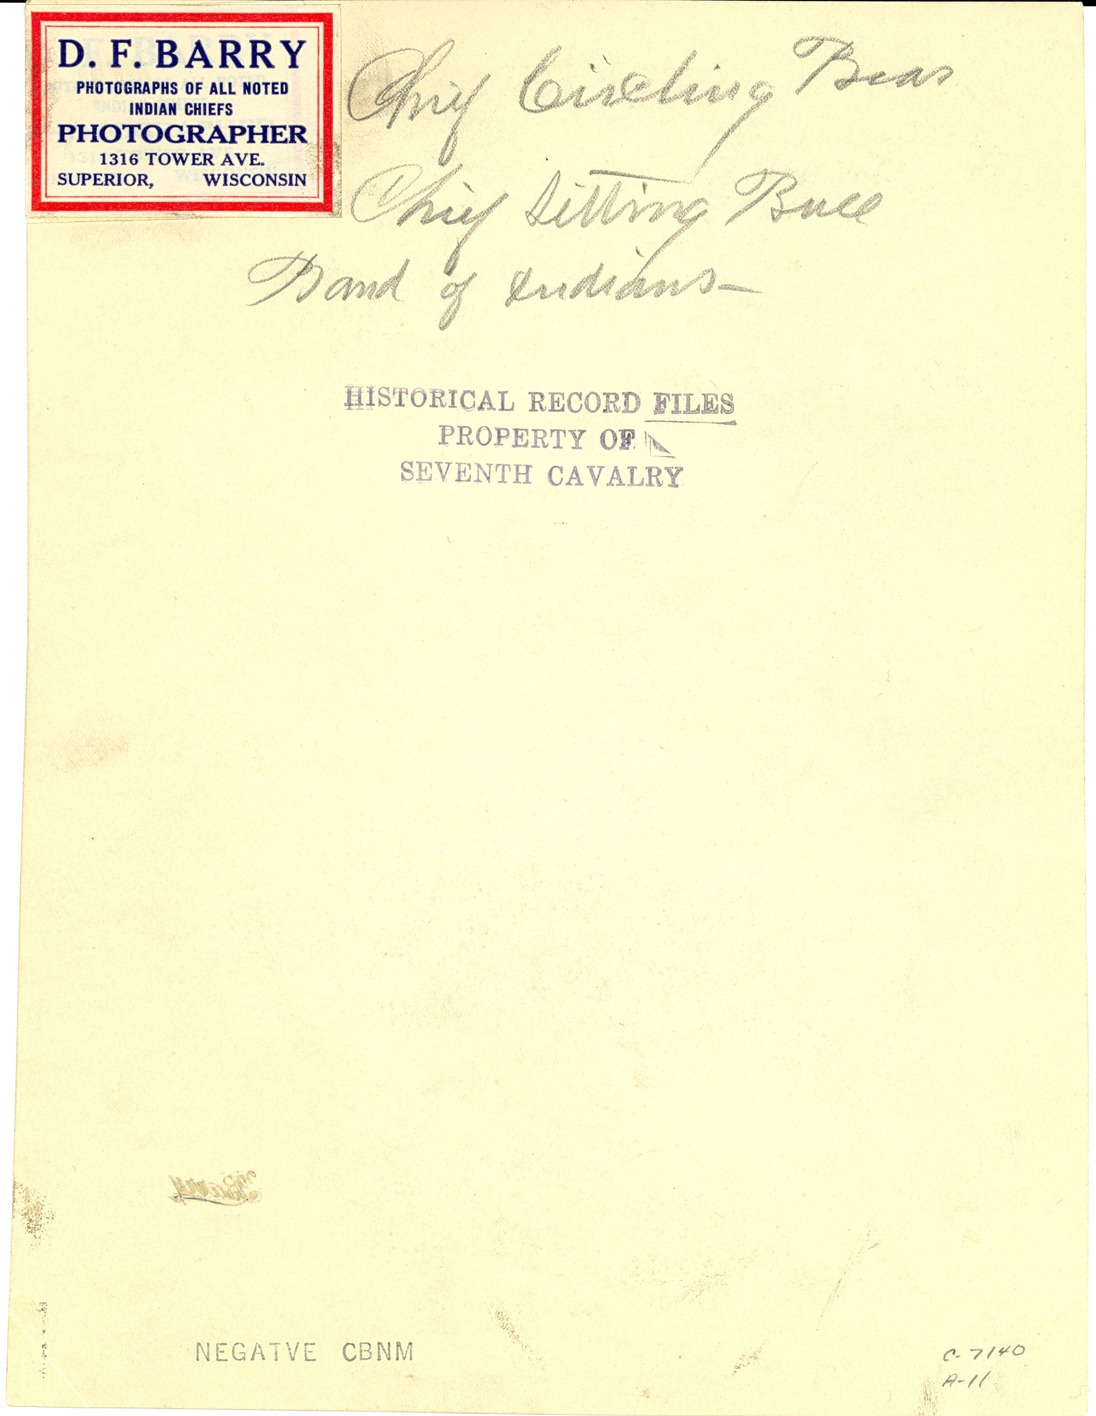 D. F. BARRY
PHOTOGRAPHS OF ALL NOTED
INDIAN CHIEFS
PHOTOGRAPHER
1316 TOWER AVE.
SUPERIOR, WISCONSIN
Chief Circling Bear
Chief Sitting Bull
Band of Indians—
HISTORICAL RECORD FILES
PROPERTY OF
SEVENTH CAVALRY
Barry
NEGATVE CBNM
C-7140
A-11